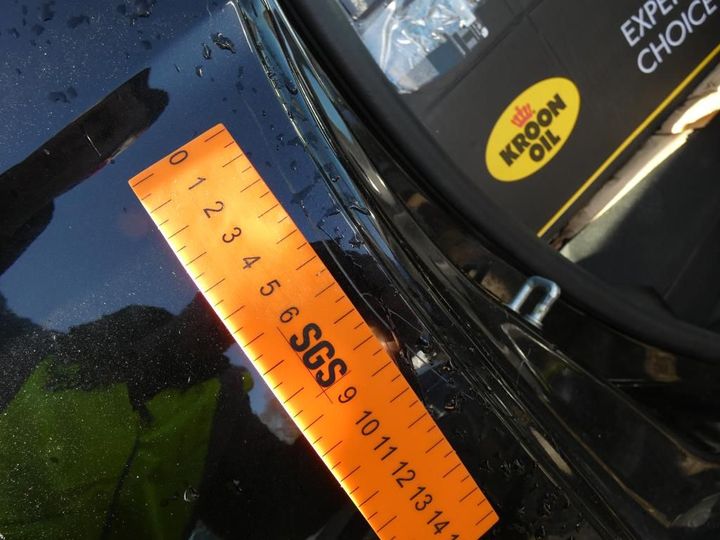 EXPE
CHOICE
KROON
OIL
0 1 2 3 4 5 6 SGS 9 10 11 12 13 14